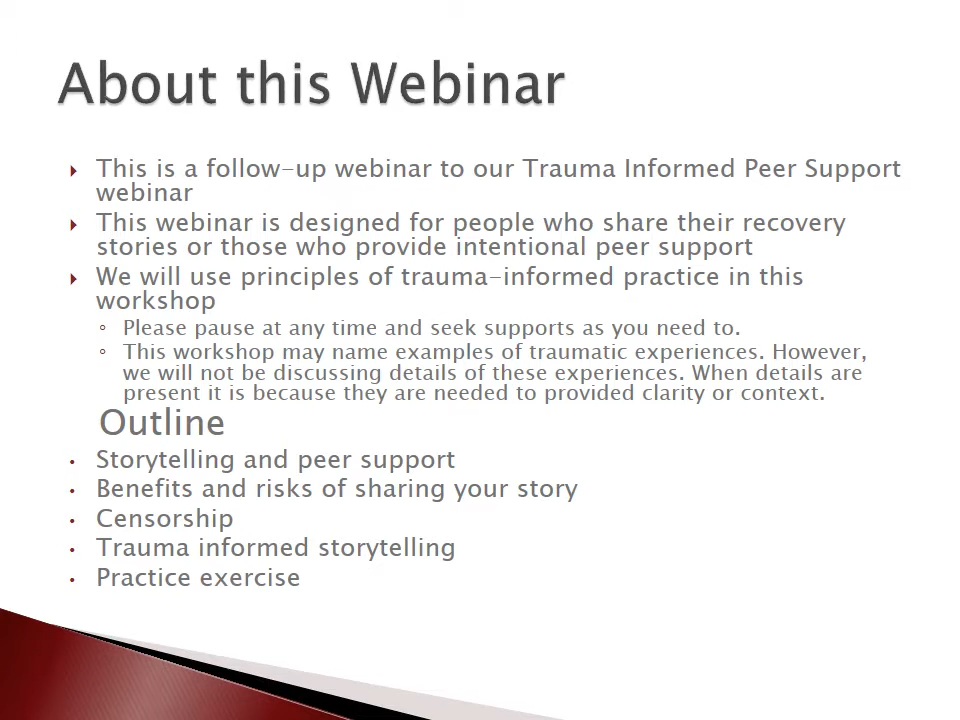 About this Webinar
This is a follow-up webinar to our Trauma Informed Peer Support
webinar
This webinar is designed for people who share their recovery
stories or those who provide intentional peer support
We will use principles of trauma-informed practice in this
workshop
Please pause at any time and seek supports as you need to.
This workshop may name examples of traumatic experiences. However,
we will not be discussing details of these experiences. When details are
present it is because they are needed to provided clarity or context.
Outline
Storytelling and peer support
Benefits and risks of sharing your story
Censorship
Trauma informed storytelling
Practice exercise